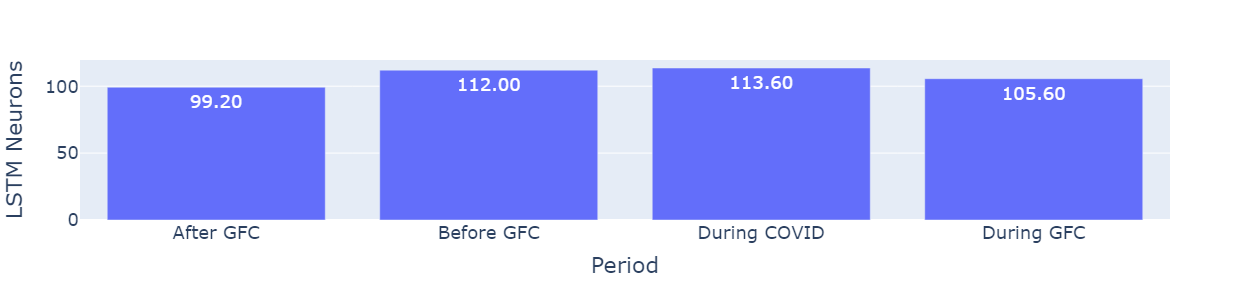 LSTM Neurons
100
50
0
99.20
112.00
113.60
105.60
After GFC
Before GFC
During COVID
During GFC
Period